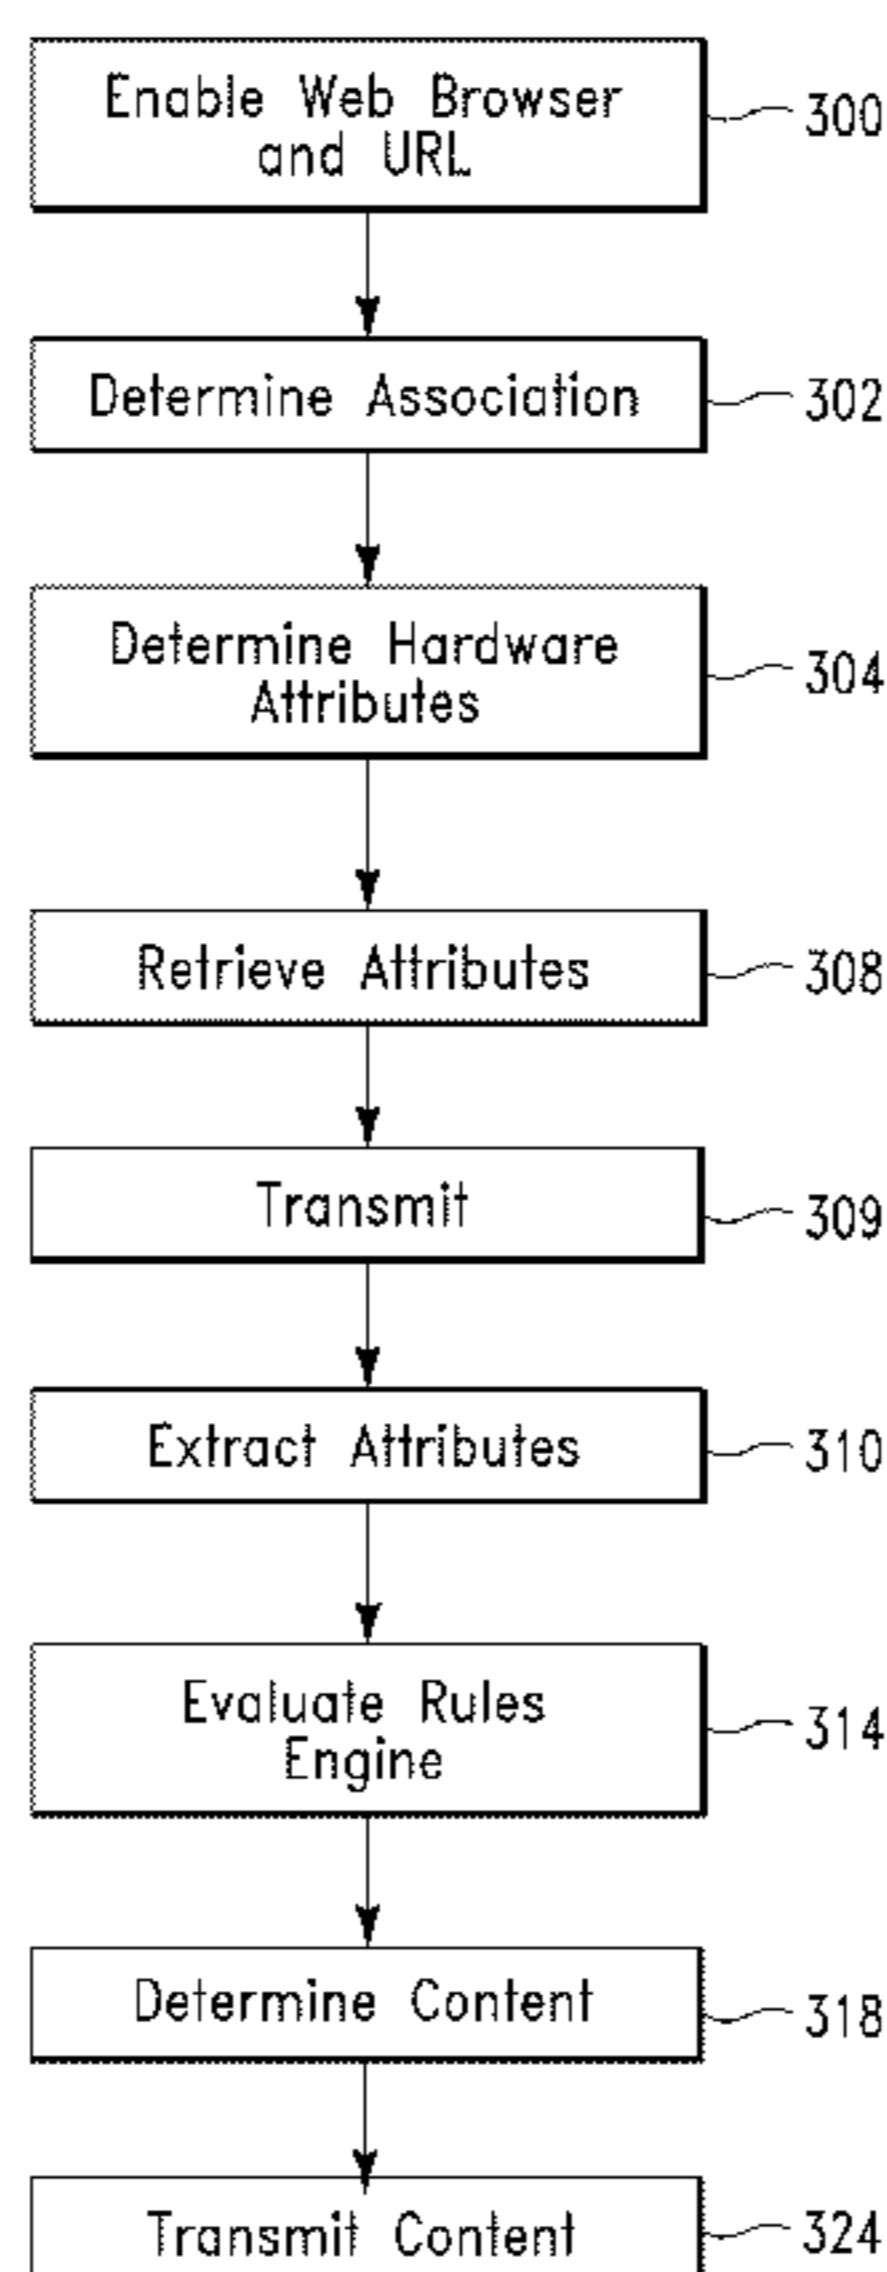 Enable Web Browser
and URL
300
Determine Association
302
Determine Hardware
Attributes
304
Retrieve Attributes
308
Transmit
309
Extract Attributes
310
Evaluate Rules
Engine
314
Determine Content
318
Transmit Content
324